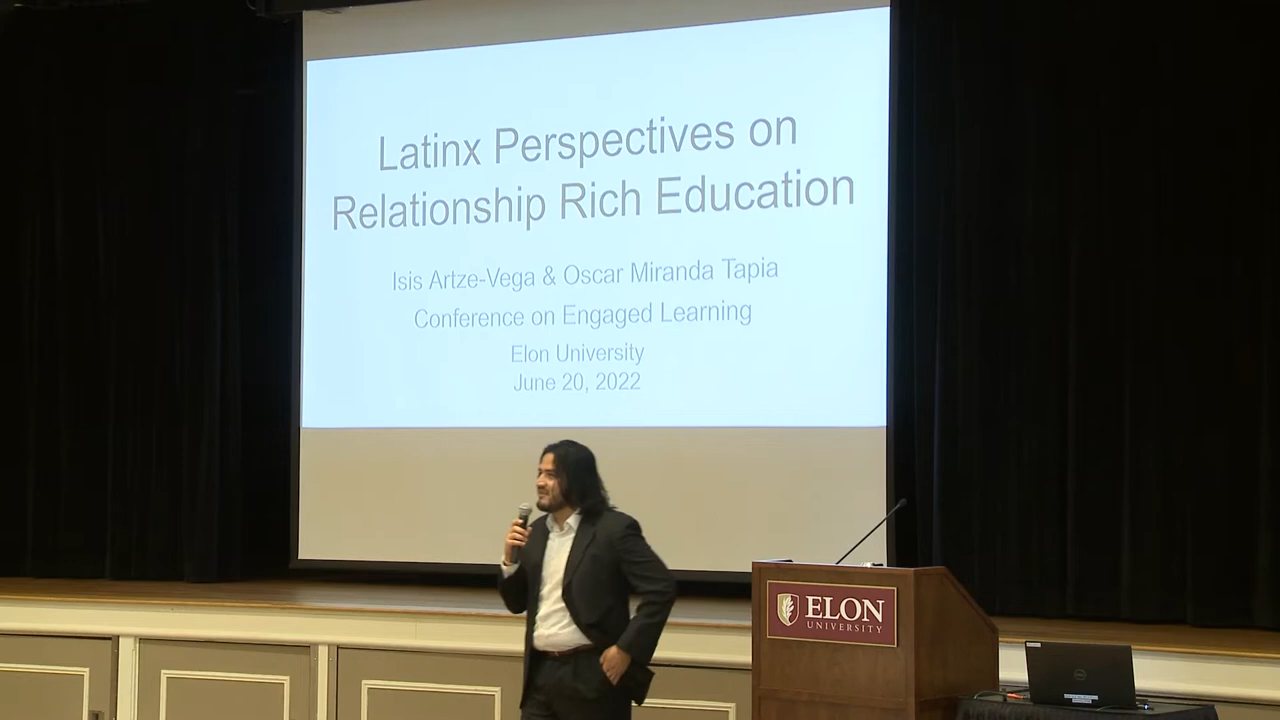 Latinx Perspectives on
Relationship Rich Education
Isis Artze-Vega & Oscar Miranda Tapia
Conference on Engaged Learning
Elon University
June 20, 2022
ELON
UNIVERSITY
DELL